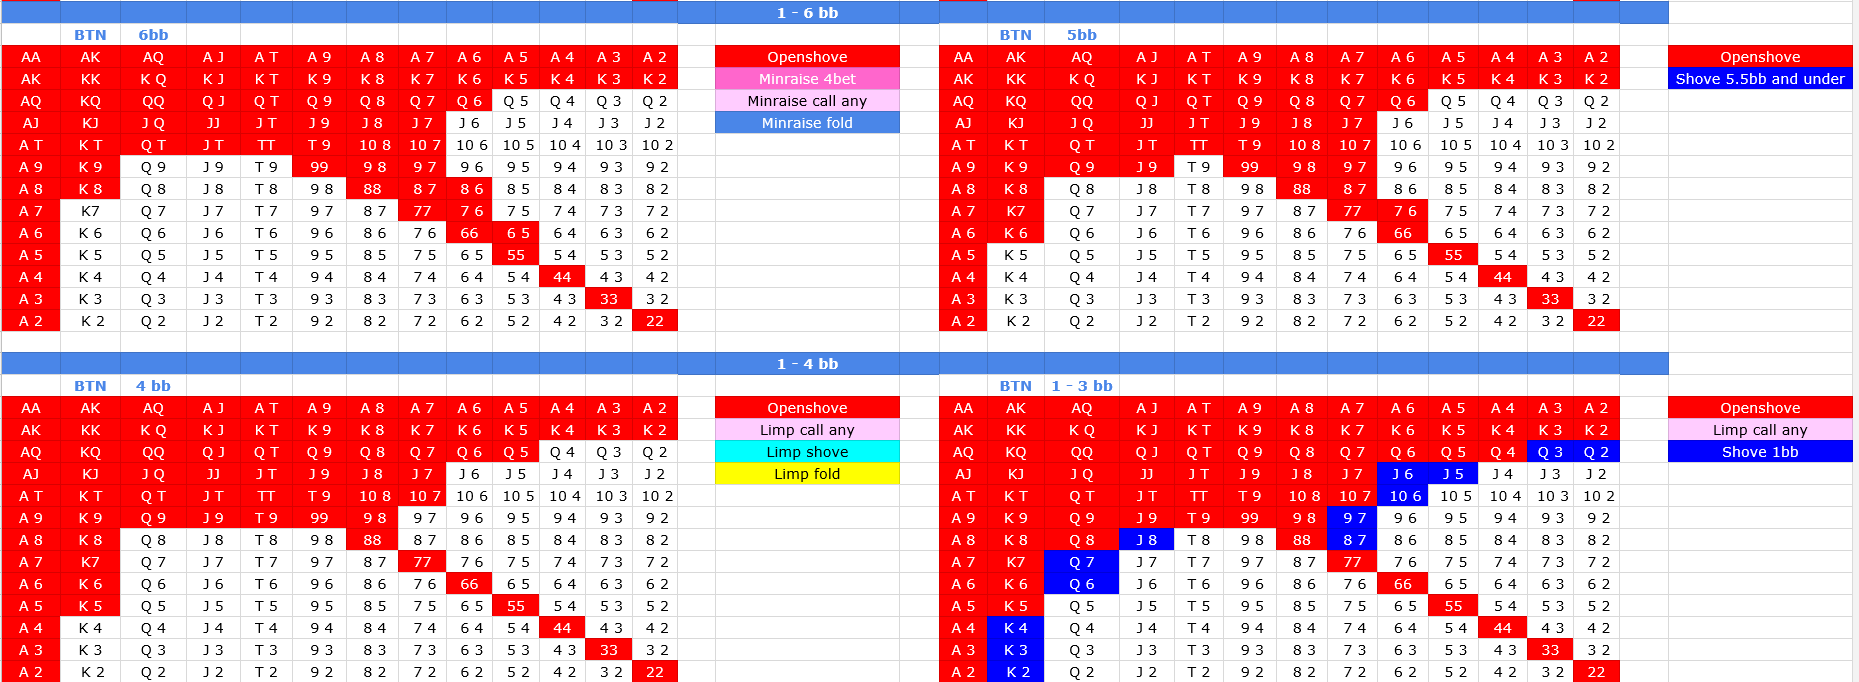 1 - 6 bb
BTN 6bb BTN 5bb
AA AK AQ A J A T A 9 A 8 A 7 A 6 A 5 A 4 A 3 A 2 Openshove AA AK AQ A J A T A 9 A 8 A 7 A 6 A 5 A 4 A 3 A 2 Openshove
AK KK K Q K J K T K 9 K 8 K 7 K 6 K 5 K 4 K 3 K 2 Minraise 4bet AK KK K Q K J K T K 9 K 8 K 7 K 6 K 5 K 4 K 3 K 2 Shove 5.5bb and under
AQ KQ QQ Q J Q T Q 9 Q 8 Q 7 Q 6 Q 5 Q 4 Q 3 Q 2 Minraise call any AQ KQ QQ Q J Q T Q 9 Q 8 Q 7 Q 6 Q 5 Q 4 Q 3 Q 2
AJ KJ J Q JJ J T J 9 J 8 J 7 J 6 J 5 J 4 J 3 J 2 Minraise fold AJ KJ J Q JJ J T J 9 J 8 J 7 J 6 J 5 J 4 J 3 J 2
A T K T Q T J T TT T 9 10 8 10 7 10 6 10 5 10 4 10 3 10 2 A T K T Q T J T TT T 9 10 8 10 7 10 6 10 5 10 4 10 3 10 2
A 9 K 9 Q 9 J 9 T 9 99 9 8 9 7 9 6 9 5 9 4 9 3 9 2 A 9 K 9 Q 9 J 9 T 9 99 9 8 9 7 9 6 9 5 9 4 9 3 9 2
A 8 K 8 Q 8 J 8 T 8 9 8 88 8 7 8 6 8 5 8 4 8 3 8 2 A 8 K 8 Q 8 J 8 T 8 9 8 88 8 7 8 6 8 5 8 4 8 3 8 2
A 7 K7 Q 7 J 7 T 7 9 7 8 7 77 7 6 7 5 7 4 7 3 7 2 A 7 K7 Q 7 J 7 T 7 9 7 8 7 77 7 6 7 5 7 4 7 3 7 2
A 6 K 6 Q 6 J 6 T 6 9 6 8 6 7 6 66 6 5 6 4 6 3 6 2 A 6 K 6 Q 6 J 6 T 6 9 6 8 6 7 6 66 6 5 6 4 6 3 6 2
A 5 K 5 Q 5 J 5 T 5 9 5 8 5 7 5 6 5 55 5 4 5 3 5 2 A 5 K 5 Q 5 J 5 T 5 9 5 8 5 7 5 6 5 55 5 4 5 3 5 2
A 4 K 4 Q 4 J 4 T 4 9 4 8 4 7 4 6 4 5 4 44 4 3 4 2 A 4 K 4 Q 4 J 4 T 4 9 4 8 4 7 4 6 4 5 4 44 4 3 4 2
A 3 K 3 Q 3 J 3 T 3 9 3 8 3 7 3 6 3 5 3 4 3 33 3 2 A 3 K 3 Q 3 J 3 T 3 9 3 8 3 7 3 6 3 5 3 4 3 33 3 2
A 2 K 2 Q 2 J 2 T 2 9 2 8 2 7 2 6 2 5 2 4 2 3 2 22 A 2 K 2 Q 2 J 2 T 2 9 2 8 2 7 2 6 2 5 2 4 2 3 2 22
1 - 4 bb
BTN 4 bb BTN 1 - 3 bb
AA AK AQ A J A T A 9 A 8 A 7 A 6 A 5 A 4 A 3 A 2 Openshove AA AK AQ A J A T A 9 A 8 A 7 A 6 A 5 A 4 A 3 A 2 Openshove
AK KK K Q K J K T K 9 K 8 K 7 K 6 K 5 K 4 K 3 K 2 Limp call any AK KK K Q K J K T K 9 K 8 K 7 K 6 K 5 K 4 K 3 K 2 Limp call any
AQ KQ QQ Q J Q T Q 9 Q 8 Q 7 Q 6 Q 5 Q 4 Q 3 Q 2 Limp shove AQ KQ QQ Q J Q T Q 9 Q 8 Q 7 Q 6 Q 5 Q 4 Q 3 Q 2 Shove 1bb
AJ KJ J Q JJ J T J 9 J 8 J 7 J 6 J 5 J 4 J 3 J 2 Limp fold AJ KJ J Q JJ J T J 9 J 8 J 7 J 6 J 5 J 4 J 3 J 2
A T K T Q T J T TT T 9 10 8 10 7 10 6 10 5 10 4 10 3 10 2 A T K T Q T J T TT T 9 10 8 10 7 10 6 10 5 10 4 10 3 10 2
A 9 K 9 Q 9 J 9 T 9 99 9 8 9 7 9 6 9 5 9 4 9 3 9 2 A 9 K 9 Q 9 J 9 T 9 99 9 8 9 7 9 6 9 5 9 4 9 3 9 2
A 8 K 8 Q 8 J 8 T 8 9 8 88 8 7 8 6 8 5 8 4 8 3 8 2 A 8 K 8 Q 8 J 8 T 8 9 8 88 8 7 8 6 8 5 8 4 8 3 8 2
A 7 K7 Q 7 J 7 T 7 9 7 8 7 77 7 6 7 5 7 4 7 3 7 2 A 7 K7 Q 7 J 7 T 7 9 7 8 7 77 7 6 7 5 7 4 7 3 7 2
A 6 K 6 Q 6 J 6 T 6 9 6 8 6 7 6 66 6 5 6 4 6 3 6 2 A 6 K 6 Q 6 J 6 T 6 9 6 8 6 7 6 66 6 5 6 4 6 3 6 2
A 5 K 5 Q 5 J 5 T 5 9 5 8 5 7 5 6 5 55 5 4 5 3 5 2 A 5 K 5 Q 5 J 5 T 5 9 5 8 5 7 5 6 5 55 5 4 5 3 5 2
A 4 K 4 Q 4 J 4 T 4 9 4 8 4 7 4 6 4 5 4 44 4 3 4 2 A 4 K 4 Q 4 J 4 T 4 9 4 8 4 7 4 6 4 5 4 44 4 3 4 2
A 3 K 3 Q 3 J 3 T 3 9 3 8 3 7 3 6 3 5 3 4 3 33 3 2 A 3 K 3 Q 3 J 3 T 3 9 3 8 3 7 3 6 3 5 3 4 3 33 3 2
A 2 K 2 Q 2 J 2 T 2 9 2 8 2 7 2 6 2 5 2 4 2 3 2 22 A 2 K 2 Q 2 J 2 T 2 9 2 8 2 7 2 6 2 5 2 4 2 3 2 22